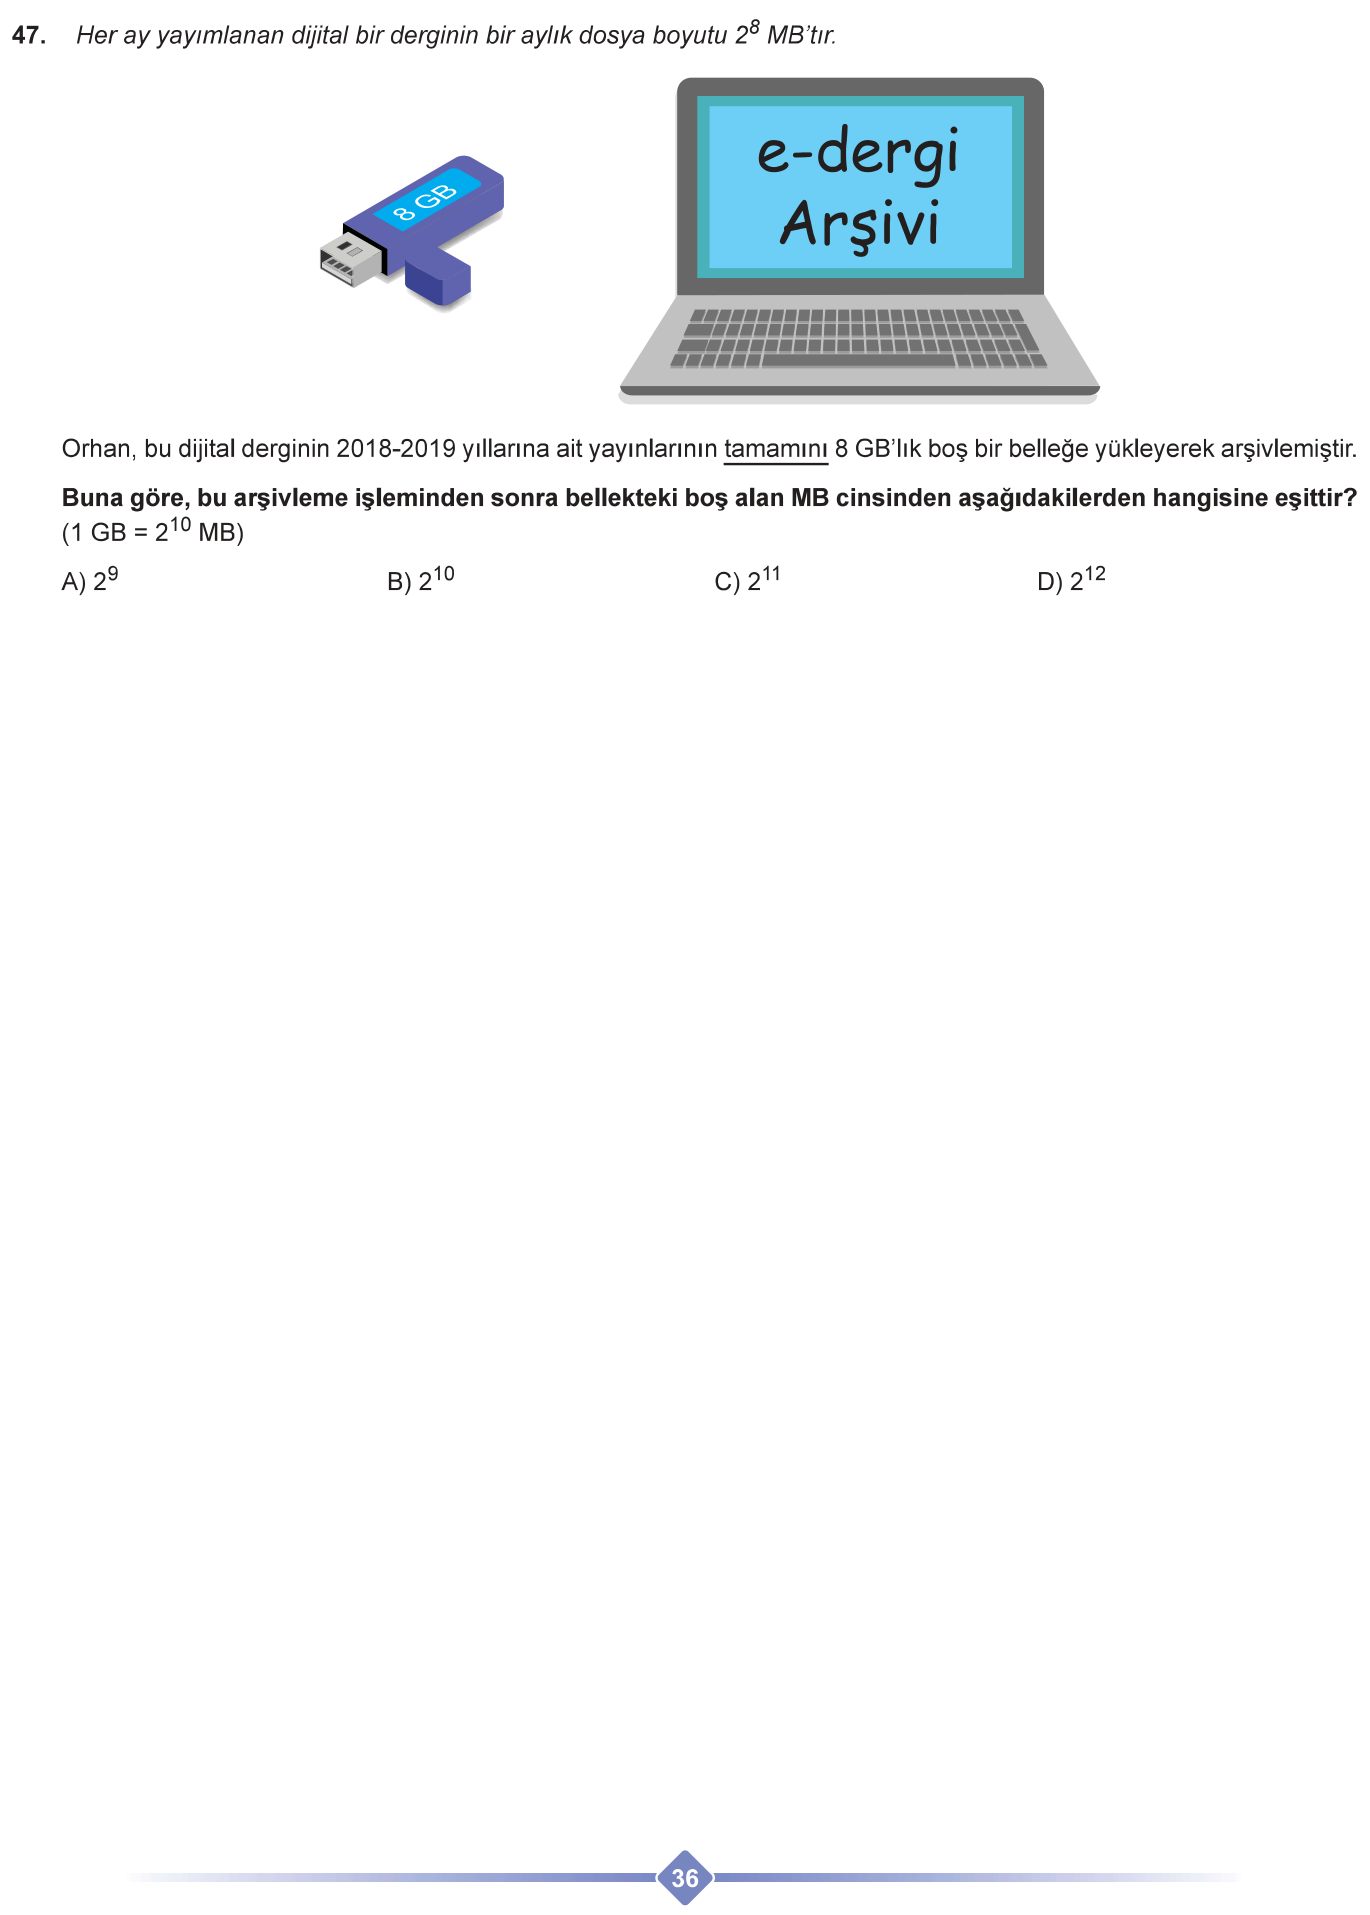 47. Her ay yayımlanan dijital bir derginin bir aylık dosya boyutu 2⁸ MB’tır.
8 GB
e-dergi
Arşivi
Orhan, bu dijital derginin 2018-2019 yıllarına ait yayınlarının tamamını 8 GB’lık boş bir belleğe yükleyerek arşivlemiştir.
Buna göre, bu arşivleme işleminden sonra bellekteki boş alan MB cinsinden aşağıdakilerden hangisine eşittir?
(1 GB = 2¹⁰ MB)
A) 2⁹ B) 2¹⁰ C) 2¹¹ D) 2¹²
36